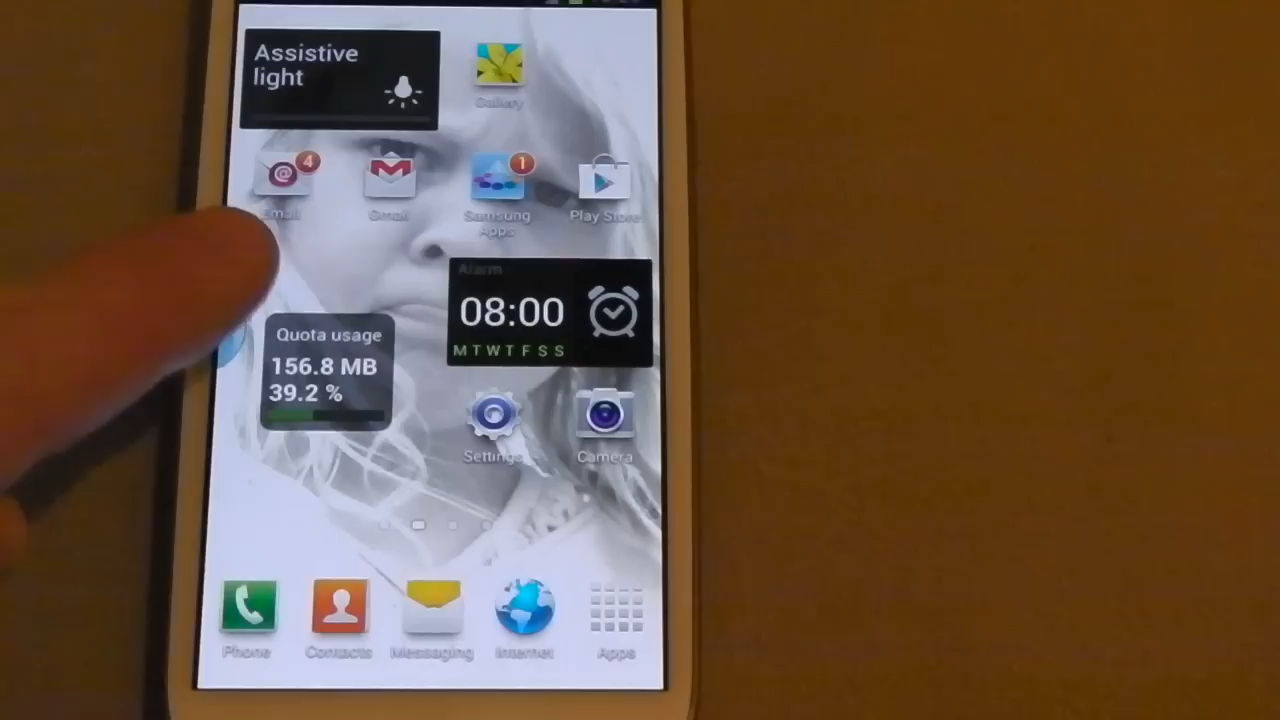 Assistive
light
Gallery
4
1
Email
Gmail
Samsung
Apps
Play Store
Alarm
08:00
M T W T F S S
Quota usage
156.8 MB
39.2 %
Settings
Camera
Phone
Contacts
Messaging
Internet
Apps